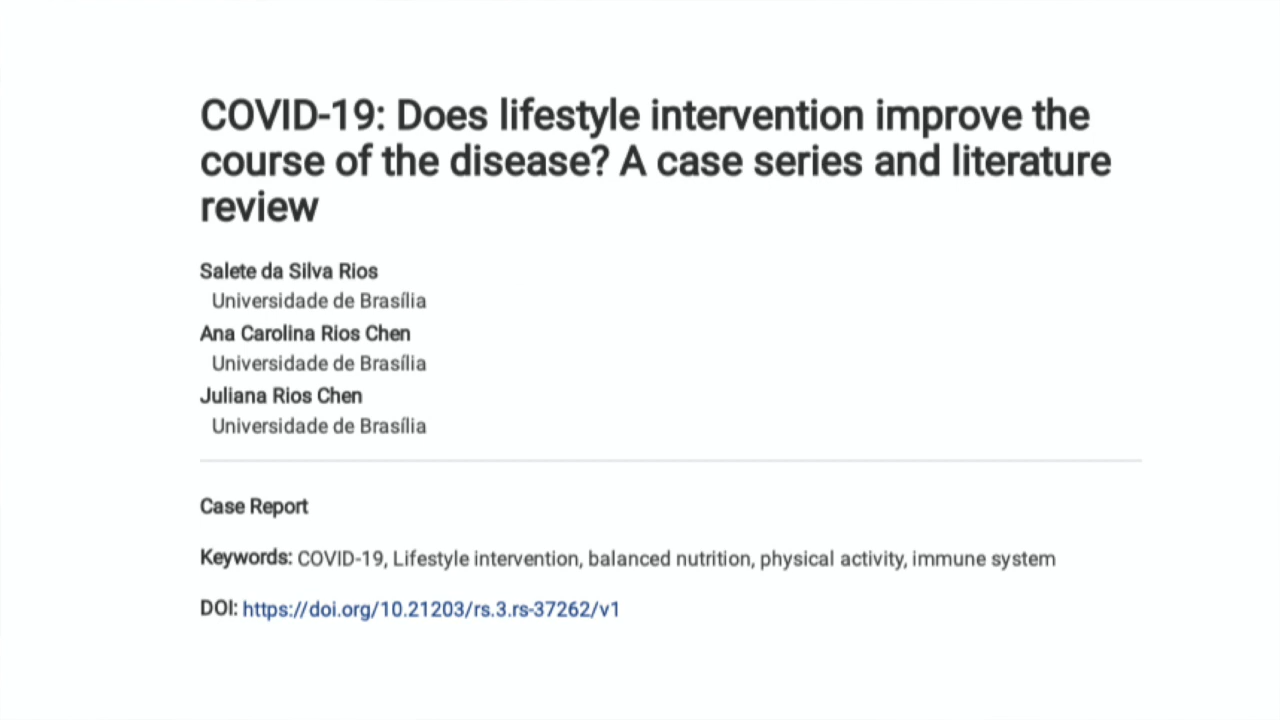 COVID-19: Does lifestyle intervention improve the
course of the disease? A case series and literature
review
Salete da Silva Rios
Universidade de Brasília
Ana Carolina Rios Chen
Universidade de Brasília
Juliana Rios Chen
Universidade de Brasília
Case Report
Keywords: COVID-19, Lifestyle intervention, balanced nutrition, physical activity, immune system
DOI: https://doi.org/10.21203/rs.3.rs-37262/v1